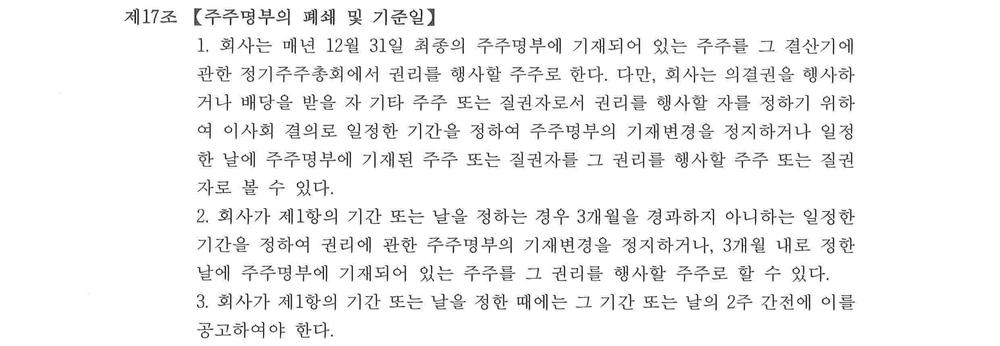 제17조 【주주명부의 폐쇄 및 기준일】
1. 회사는 매년 12월 31일 최종의 주주명부에 기재되어 있는 주주를 그 결산기에
관한 정기주주총회에서 권리를 행사할 주주로 한다. 다만, 회사는 의결권을 행사하
거나 배당을 받을 자 기타 주주 또는 질권자로서 권리를 행사할 자를 정하기 위하
여 이사회 결의로 일정한 기간을 정하여 주주명부의 기재변경을 정지하거나 일정
한 날에 주주명부에 기재된 주주 또는 질권자를 그 권리를 행사할 주주 또는 질권
자로 볼 수 있다.
2. 회사가 제1항의 기간 또는 날을 정하는 경우 3개월을 경과하지 아니하는 일정한
기간을 정하여 권리에 관한 주주명부의 기재변경을 정지하거나, 3개월 내로 정한
날에 주주명부에 기재되어 있는 주주를 그 권리를 행사할 주주로 할 수 있다.
3. 회사가 제1항의 기간 또는 날을 정한 때에는 그 기간 또는 날의 2주 간전에 이를
공고하여야 한다.